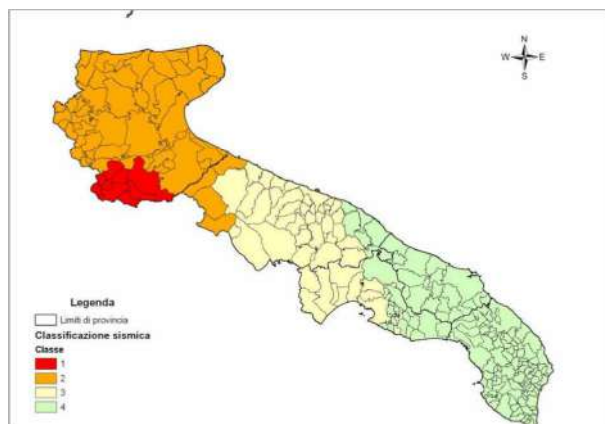 N
W E
S
Legenda
Limiti di provincia
Classificazione sismica
Classe
1
2
3
4